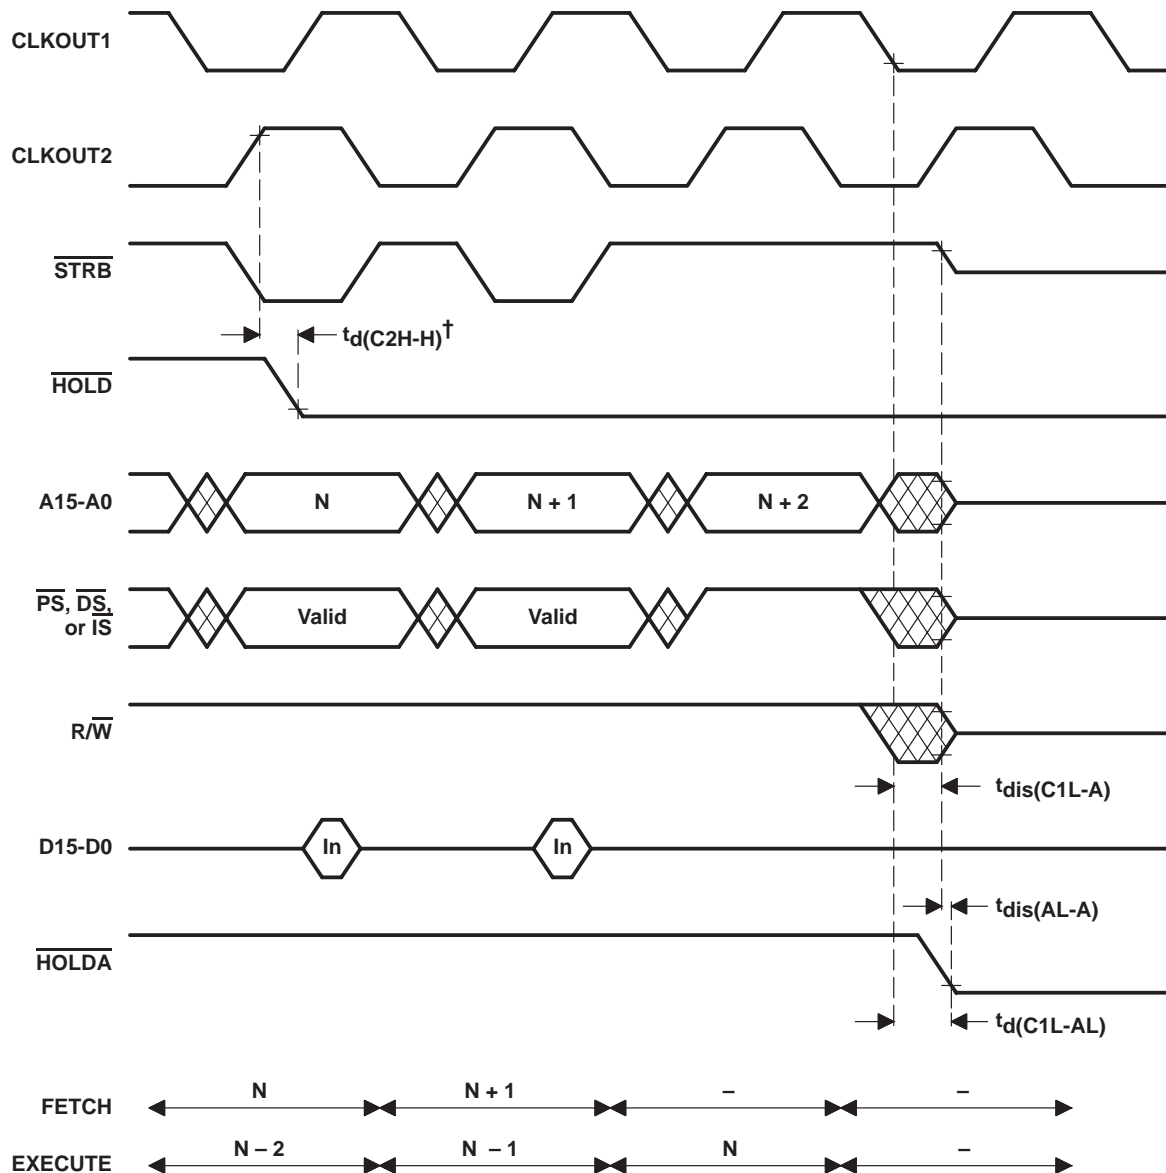 CLKOUT1
CLKOUT2
STRB
td(C2H-H)†
HOLD
A15-A0
N
N + 1
N + 2
PS, DS,
or IS
Valid
Valid
R/W
tdis(C1L-A)
D15-D0
In
In
tdis(AL-A)
HOLDA
td(C1L-AL)
FETCH
N
N + 1
–
–
EXECUTE
N – 2
N – 1
N
–